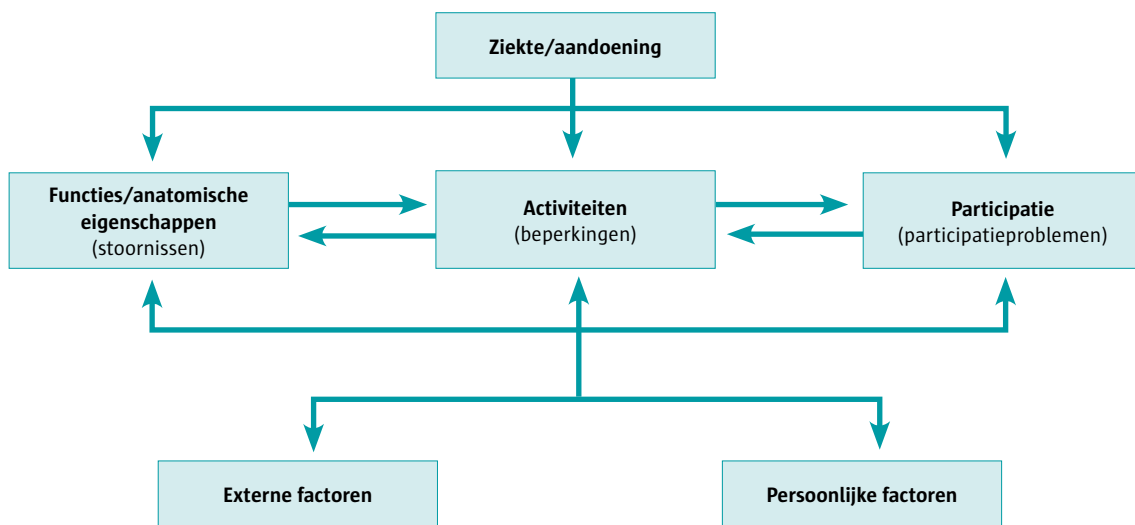 Ziekte/aandoening
Functies/anatomische
eigenschappen
(stoornissen)
Activiteiten
(beperkingen)
Participatie
(participatieproblemen)
Externe factoren
Persoonlijke factoren